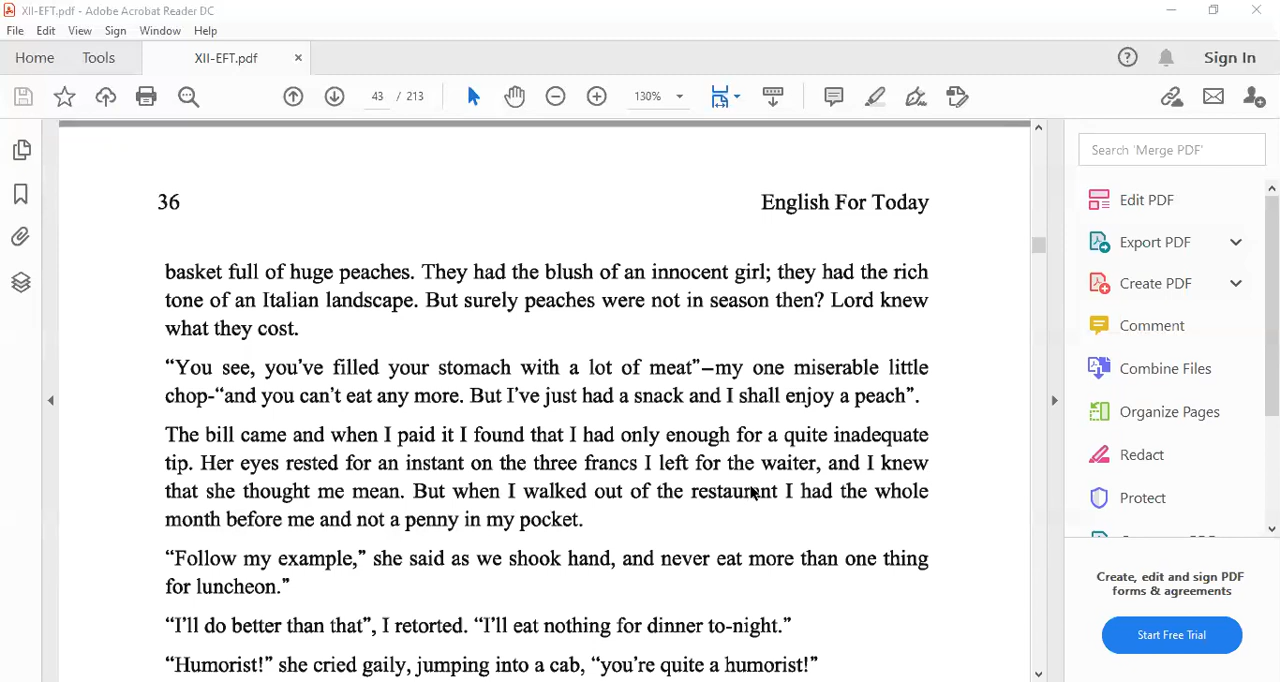 XII-EFT.pdf - Adobe Acrobat Reader DC
File Edit View Sign Window Help
Home Tools XII-EFT.pdf × Sign In
43 / 213 130%
Search 'Merge PDF'
Edit PDF
Export PDF
Create PDF
Comment
Combine Files
Organize Pages
Redact
Protect
Create, edit and sign PDF
forms & agreements
Start Free Trial
36 English For Today
basket full of huge peaches. They had the blush of an innocent girl; they had the rich
tone of an Italian landscape. But surely peaches were not in season then? Lord knew
what they cost.
“You see, you’ve filled your stomach with a lot of meat”–my one miserable little
chop-“and you can’t eat any more. But I’ve just had a snack and I shall enjoy a peach”.
The bill came and when I paid it I found that I had only enough for a quite inadequate
tip. Her eyes rested for an instant on the three francs I left for the waiter, and I knew
that she thought me mean. But when I walked out of the restaurant I had the whole
month before me and not a penny in my pocket.
“Follow my example,” she said as we shook hand, and never eat more than one thing
for luncheon.”
“I’ll do better than that”, I retorted. “I’ll eat nothing for dinner to-night.”
“Humorist!” she cried gaily, jumping into a cab, “you’re quite a humorist!”